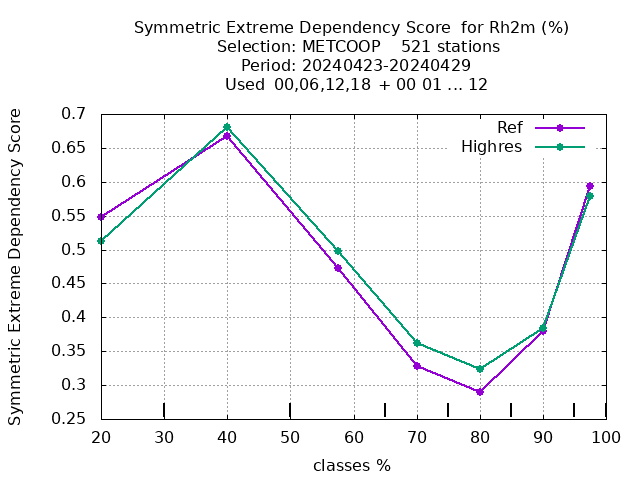 Symmetric Extreme Dependency Score  for Rh2m (%)
Selection: METCOOP    521 stations
Period: 20240423-20240429
Used  00,06,12,18 + 00 01 ... 12
Symmetric Extreme Dependency Score
0.7
0.65
0.6
0.55
0.5
0.45
0.4
0.35
0.3
0.25
Ref
Highres
20 30 40 50 60 70 80 90 100
classes %